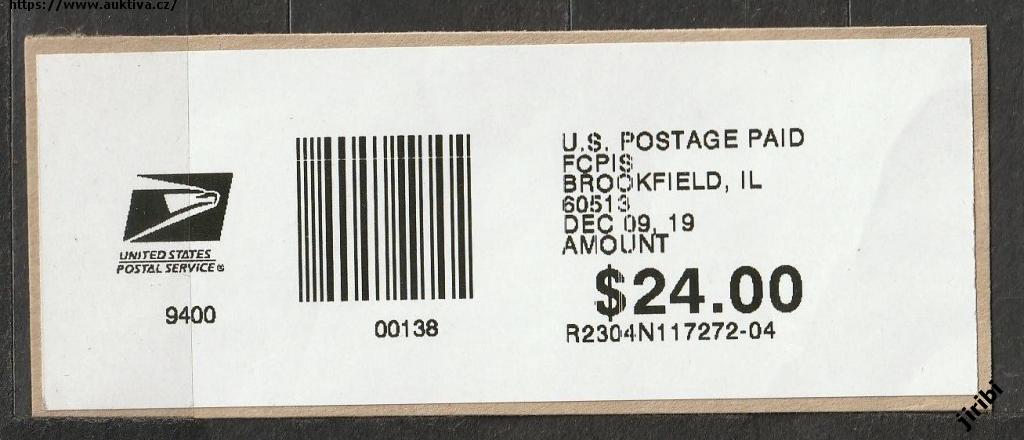 https://www.auktiva.cz/
UNITED STATES
POSTAL SERVICE®
9400
00138
U.S. POSTAGE PAID
FCPIS
BROOKFIELD, IL
60513
DEC 09, 19
AMOUNT
$24.00
R2304N117272-04
jiribi